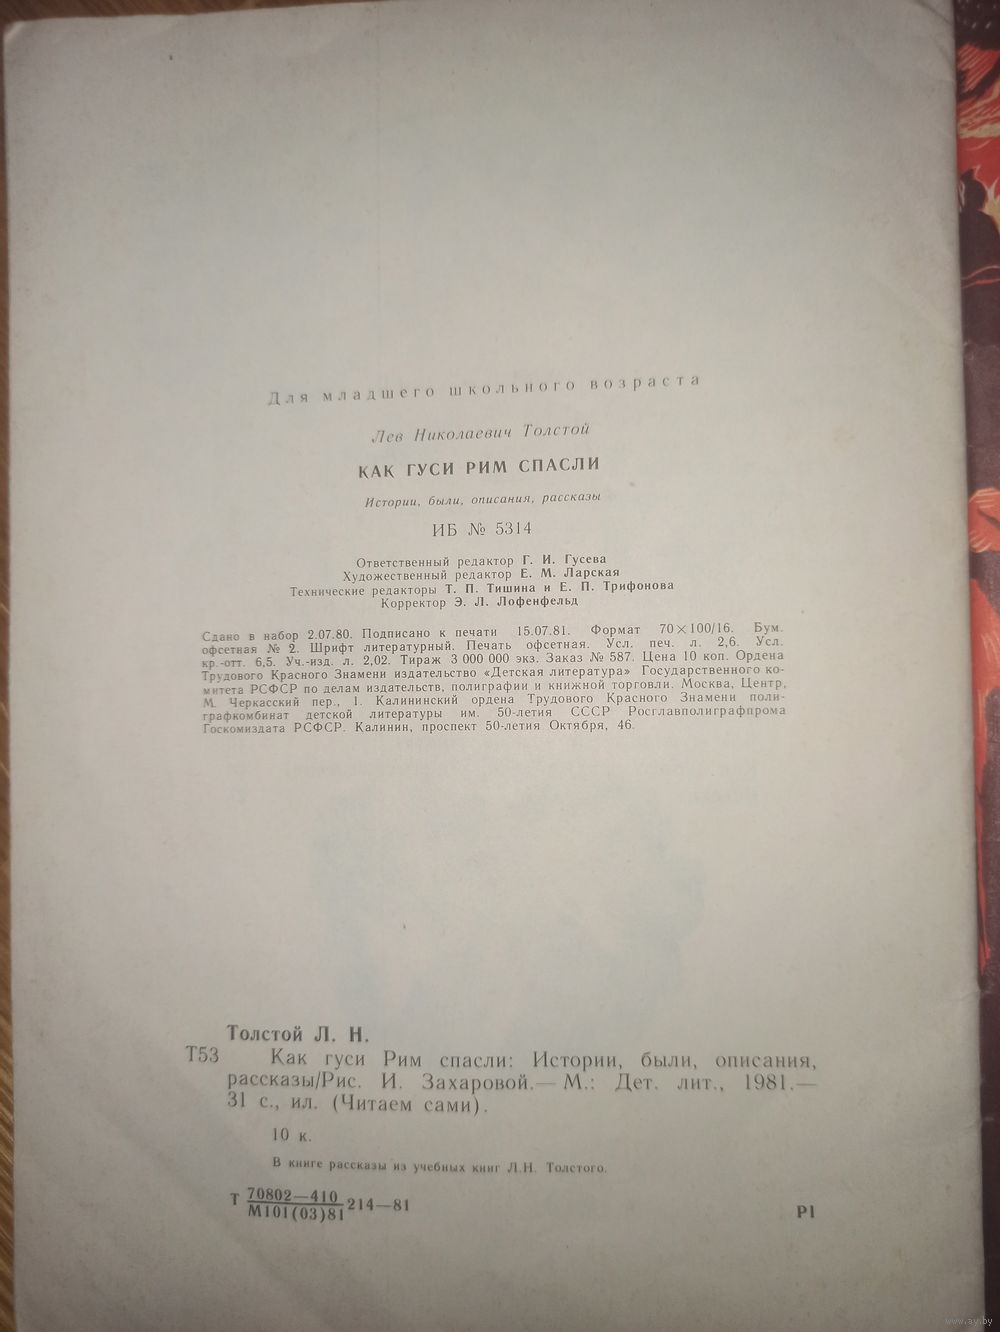 Для младшего школьного возраста
Лев Николаевич Толстой
КАК ГУСИ РИМ СПАСЛИ
Истории, были, описания, рассказы
ИБ № 5314
Ответственный редактор Г. И. Гусева
Художественный редактор Е. М. Ларская
Технические редакторы Т. П. Тишина и Е. П. Трифонова
Корректор Э. Л. Лофенфельд
Сдано в набор 2.07.80. Подписано к печати 15.07.81. Формат 70×100/16. Бум.
офсетная № 2. Шрифт литературный. Печать офсетная. Усл. печ. л. 2,6. Усл.
кр.-отт. 6,5. Уч.-изд. л. 2,02. Тираж 3 000 000 экз. Заказ № 587. Цена 10 коп. Ордена
Трудового Красного Знамени издательство «Детская литература» Государственного ко-
митета РСФСР по делам издательств, полиграфии и книжной торговли. Москва, Центр,
М. Черкасский пер., 1. Калининский ордена Трудового Красного Знамени поли-
графкомбинат детской литературы им. 50-летия СССР Росглавполиграфпрома
Госкомиздата РСФСР. Калинин, проспект 50-летия Октября, 46.
Толстой Л. Н.
Т53 Как гуси Рим спасли: Истории, были, описания,
рассказы/Рис. И. Захаровой.— М.: Дет. лит., 1981.—
31 с., ил. (Читаем сами).
10 к.
В книге рассказы из учебных книг Л.Н. Толстого.
Т 70802—410 214—81
М101(03)81
Р1
www.ay.by